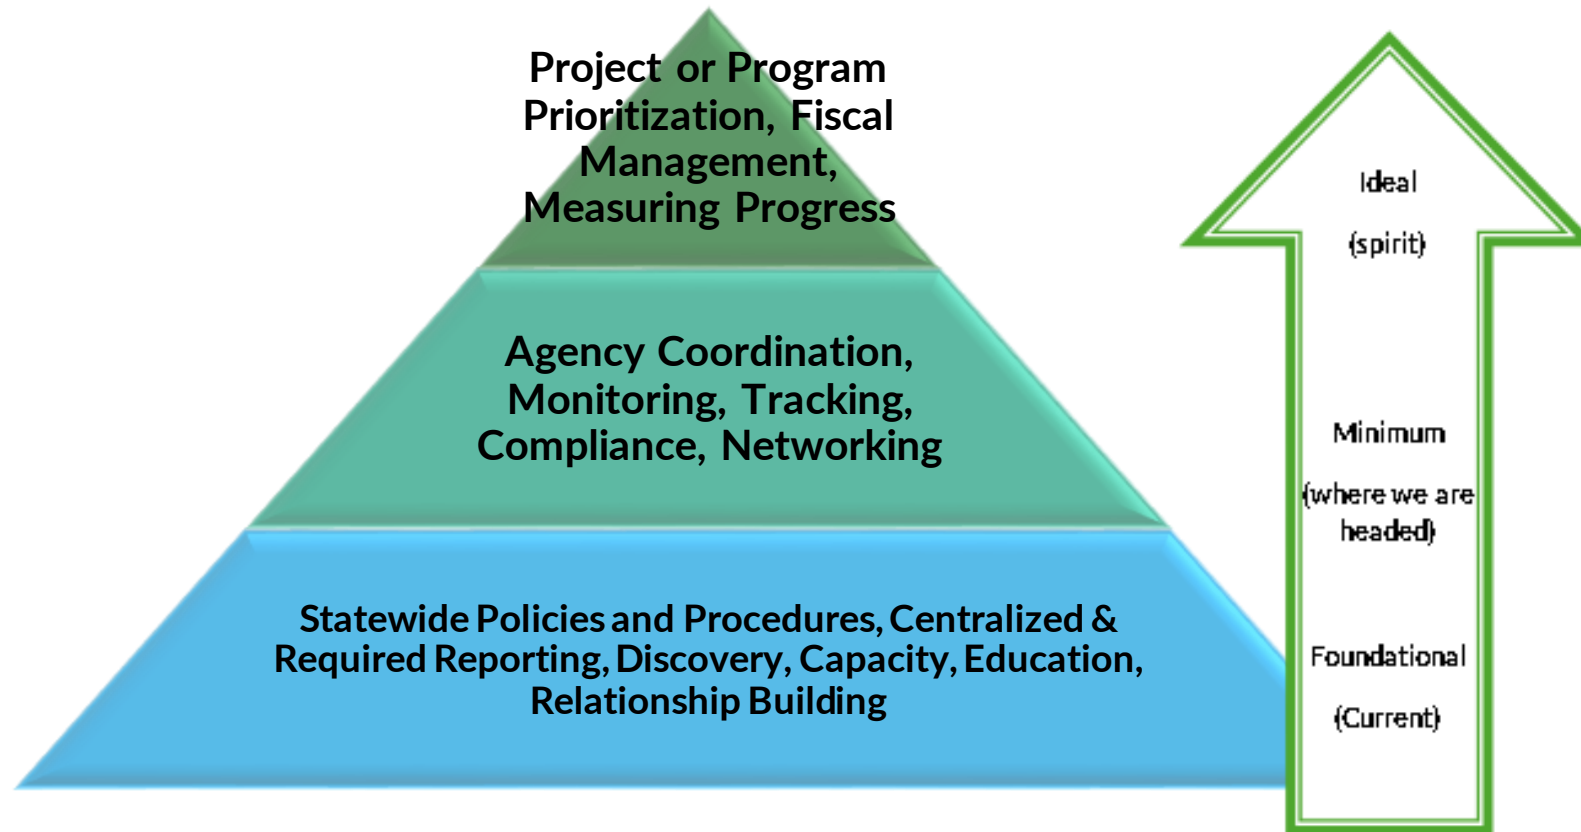 Project or Program
Prioritization, Fiscal
Management,
Measuring Progress
Agency Coordination,
Monitoring, Tracking,
Compliance, Networking
Statewide Policies and Procedures, Centralized &
Required Reporting, Discovery, Capacity, Education,
Relationship Building
Ideal
(spirit)
Minimum
(where we are
headed)
Foundational
(Current)